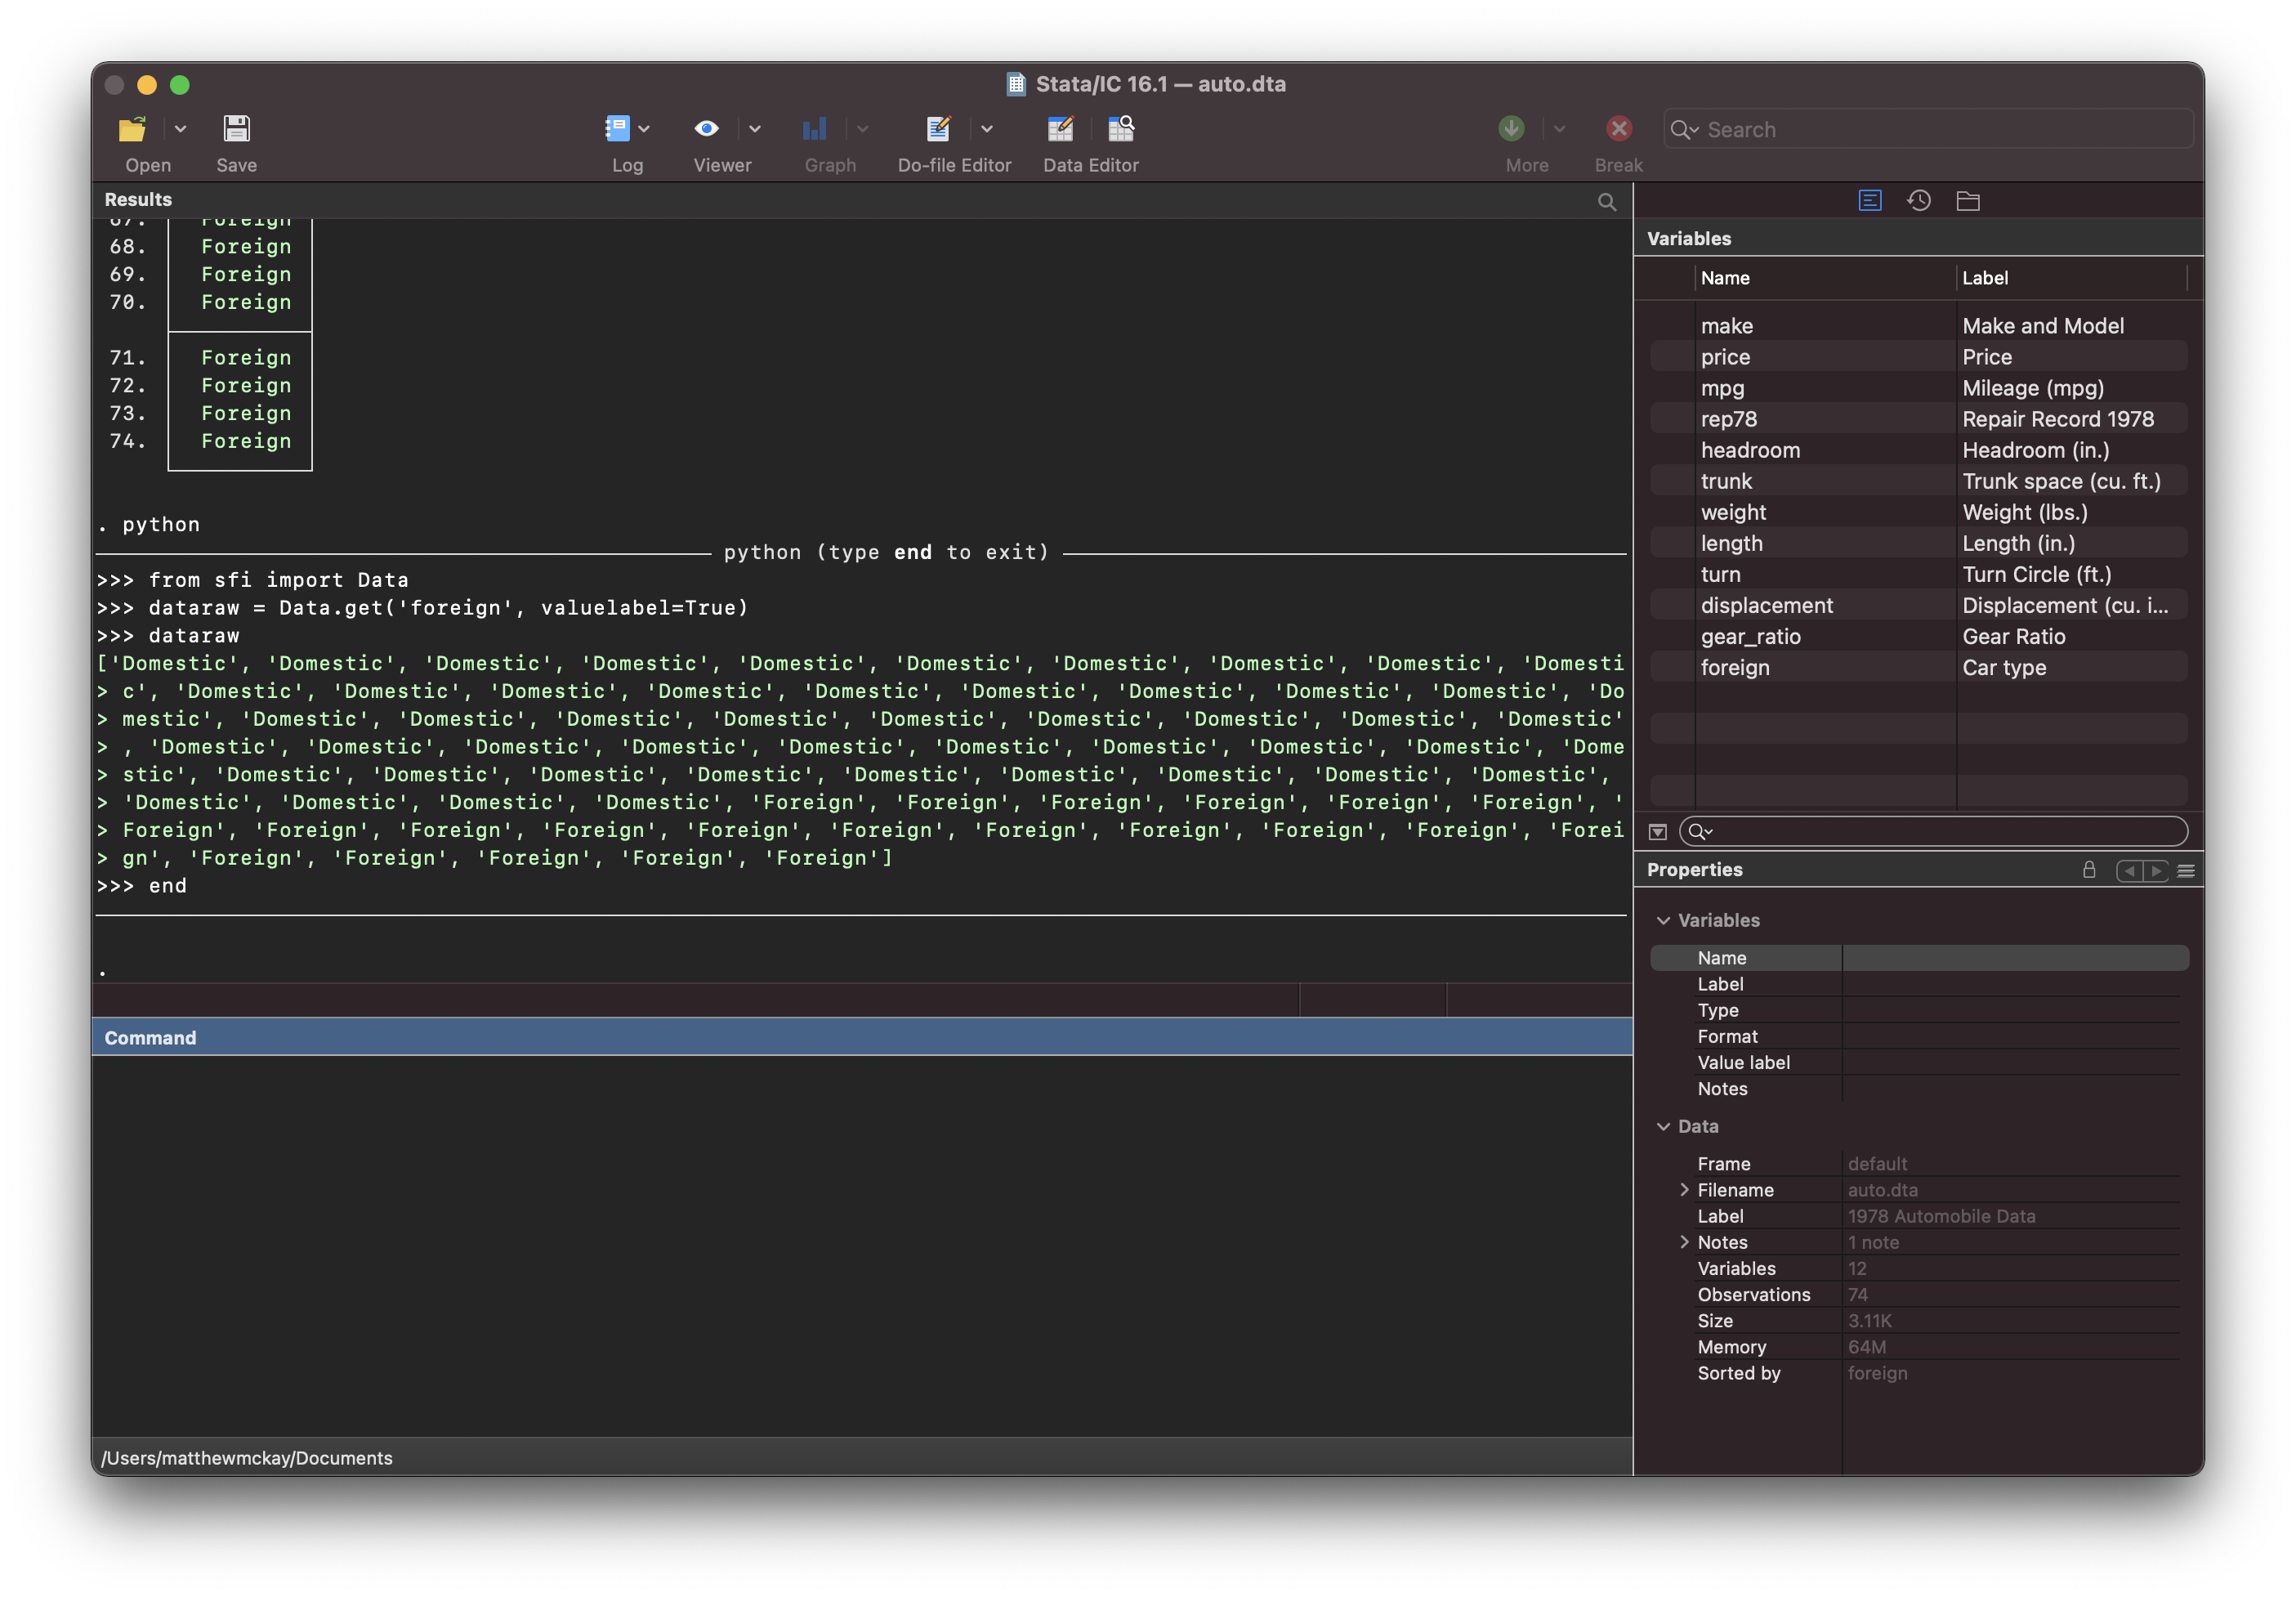 Stata/IC 16.1 — auto.dta
Open
Save
Log
Viewer
Graph
Do-file Editor
Data Editor
More
Break
Search
Results
67. Foreign
68. Foreign
69. Foreign
70. Foreign
71. Foreign
72. Foreign
73. Foreign
74. Foreign
. python
python (type end to exit)
>>> from sfi import Data
>>> dataraw = Data.get('foreign', valuelabel=True)
>>> dataraw
['Domestic', 'Domestic', 'Domestic', 'Domestic', 'Domestic', 'Domestic', 'Domestic', 'Domestic', 'Domestic', 'Domesti
> c', 'Domestic', 'Domestic', 'Domestic', 'Domestic', 'Domestic', 'Domestic', 'Domestic', 'Domestic', 'Domestic', 'Do
> mestic', 'Domestic', 'Domestic', 'Domestic', 'Domestic', 'Domestic', 'Domestic', 'Domestic', 'Domestic', 'Domestic'
> , 'Domestic', 'Domestic', 'Domestic', 'Domestic', 'Domestic', 'Domestic', 'Domestic', 'Domestic', 'Domestic', 'Dome
> stic', 'Domestic', 'Domestic', 'Domestic', 'Domestic', 'Domestic', 'Domestic', 'Domestic', 'Domestic', 'Domestic',
> 'Domestic', 'Domestic', 'Domestic', 'Domestic', 'Foreign', 'Foreign', 'Foreign', 'Foreign', 'Foreign', 'Foreign', '
> Foreign', 'Foreign', 'Foreign', 'Foreign', 'Foreign', 'Foreign', 'Foreign', 'Foreign', 'Foreign', 'Foreign', 'Forei
> gn', 'Foreign', 'Foreign', 'Foreign', 'Foreign', 'Foreign']
>>> end
.
Command
/Users/matthewmckay/Documents
Variables
Name Label
make Make and Model
price Price
mpg Mileage (mpg)
rep78 Repair Record 1978
headroom Headroom (in.)
trunk Trunk space (cu. ft.)
weight Weight (lbs.)
length Length (in.)
turn Turn Circle (ft.)
displacement Displacement (cu. i...
gear_ratio Gear Ratio
foreign Car type
Properties
Variables
Name
Label
Type
Format
Value label
Notes
Data
Frame default
Filename auto.dta
Label 1978 Automobile Data
Notes 1 note
Variables 12
Observations 74
Size 3.11K
Memory 64M
Sorted by foreign